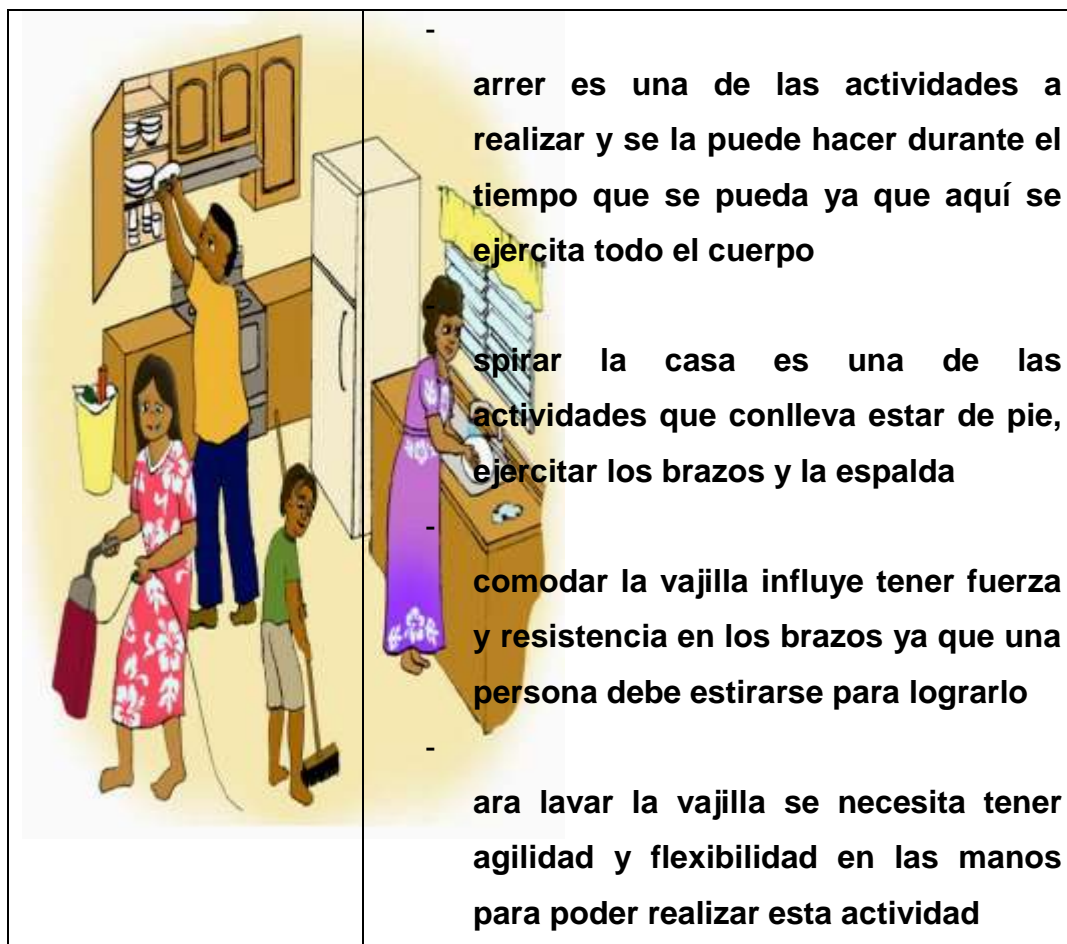 -
arrer es una de las actividades a
realizar y se la puede hacer durante el
tiempo que se pueda ya que aquí se
ejercita todo el cuerpo
-
spirar la casa es una de las
actividades que conlleva estar de pie,
ejercitar los brazos y la espalda
-
comodar la vajilla influye tener fuerza
y resistencia en los brazos ya que una
persona debe estirarse para lograrlo
-
ara lavar la vajilla se necesita tener
agilidad y flexibilidad en las manos
para poder realizar esta actividad